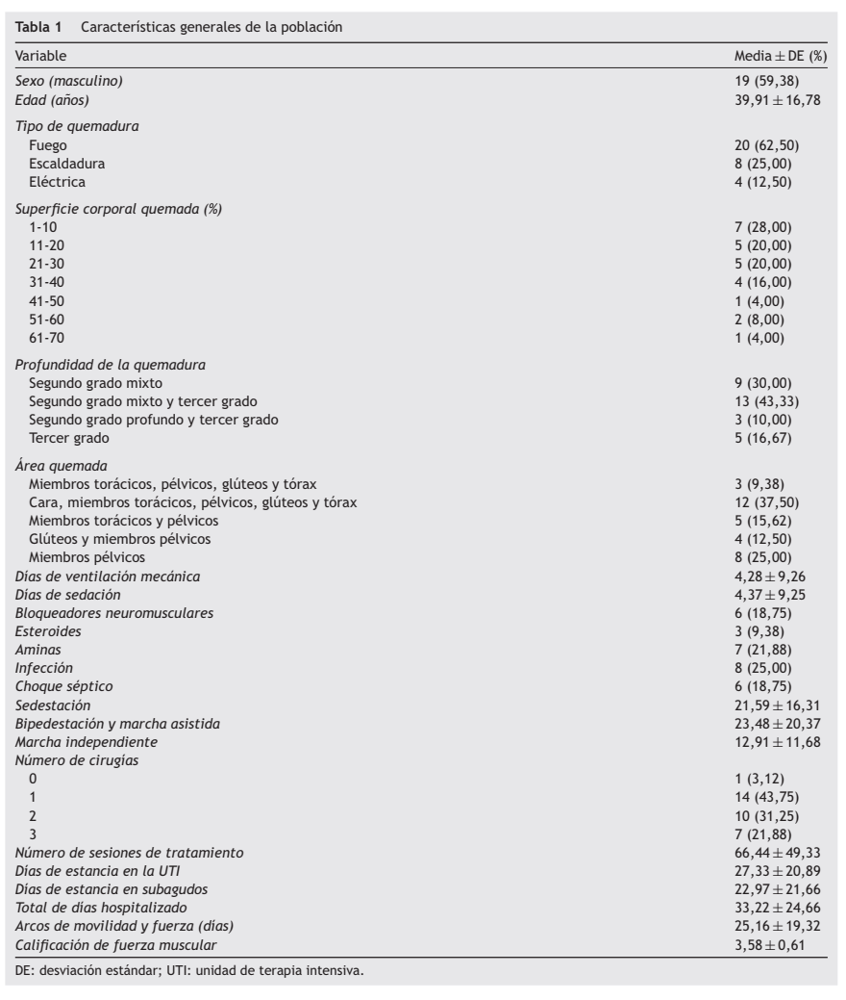 Tabla 1 Características generales de la población
Variable Media ± DE (%)
Sexo (masculino) 19 (59,38)
Edad (años) 39,91 ± 16,78
Tipo de quemadura
Fuego 20 (62,50)
Escaldadura 8 (25,00)
Eléctrica 4 (12,50)
Superficie corporal quemada (%)
1-10 7 (28,00)
11-20 5 (20,00)
21-30 5 (20,00)
31-40 4 (16,00)
41-50 1 (4,00)
51-60 2 (8,00)
61-70 1 (4,00)
Profundidad de la quemadura
Segundo grado mixto 9 (30,00)
Segundo grado mixto y tercer grado 13 (43,33)
Segundo grado profundo y tercer grado 3 (10,00)
Tercer grado 5 (16,67)
Área quemada
Miembros torácicos, pélvicos, glúteos y tórax 3 (9,38)
Cara, miembros torácicos, pélvicos, glúteos y tórax 12 (37,50)
Miembros torácicos y pélvicos 5 (15,62)
Glúteos y miembros pélvicos 4 (12,50)
Miembros pélvicos 8 (25,00)
Días de ventilación mecánica 4,28 ± 9,26
Días de sedación 4,37 ± 9,25
Bloqueadores neuromusculares 6 (18,75)
Esteroides 3 (9,38)
Aminas 7 (21,88)
Infección 8 (25,00)
Choque séptico 6 (18,75)
Sedestación 21,59 ± 16,31
Bipedestación y marcha asistida 23,48 ± 20,37
Marcha independiente 12,91 ± 11,68
Número de cirugías
0 1 (3,12)
1 14 (43,75)
2 10 (31,25)
3 7 (21,88)
Número de sesiones de tratamiento 66,44 ± 49,33
Días de estancia en la UTI 27,33 ± 20,89
Días de estancia en subagudos 22,97 ± 21,66
Total de días hospitalizado 33,22 ± 24,66
Arcos de movilidad y fuerza (días) 25,16 ± 19,32
Calificación de fuerza muscular 3,58 ± 0,61
DE: desviación estándar; UTI: unidad de terapia intensiva.